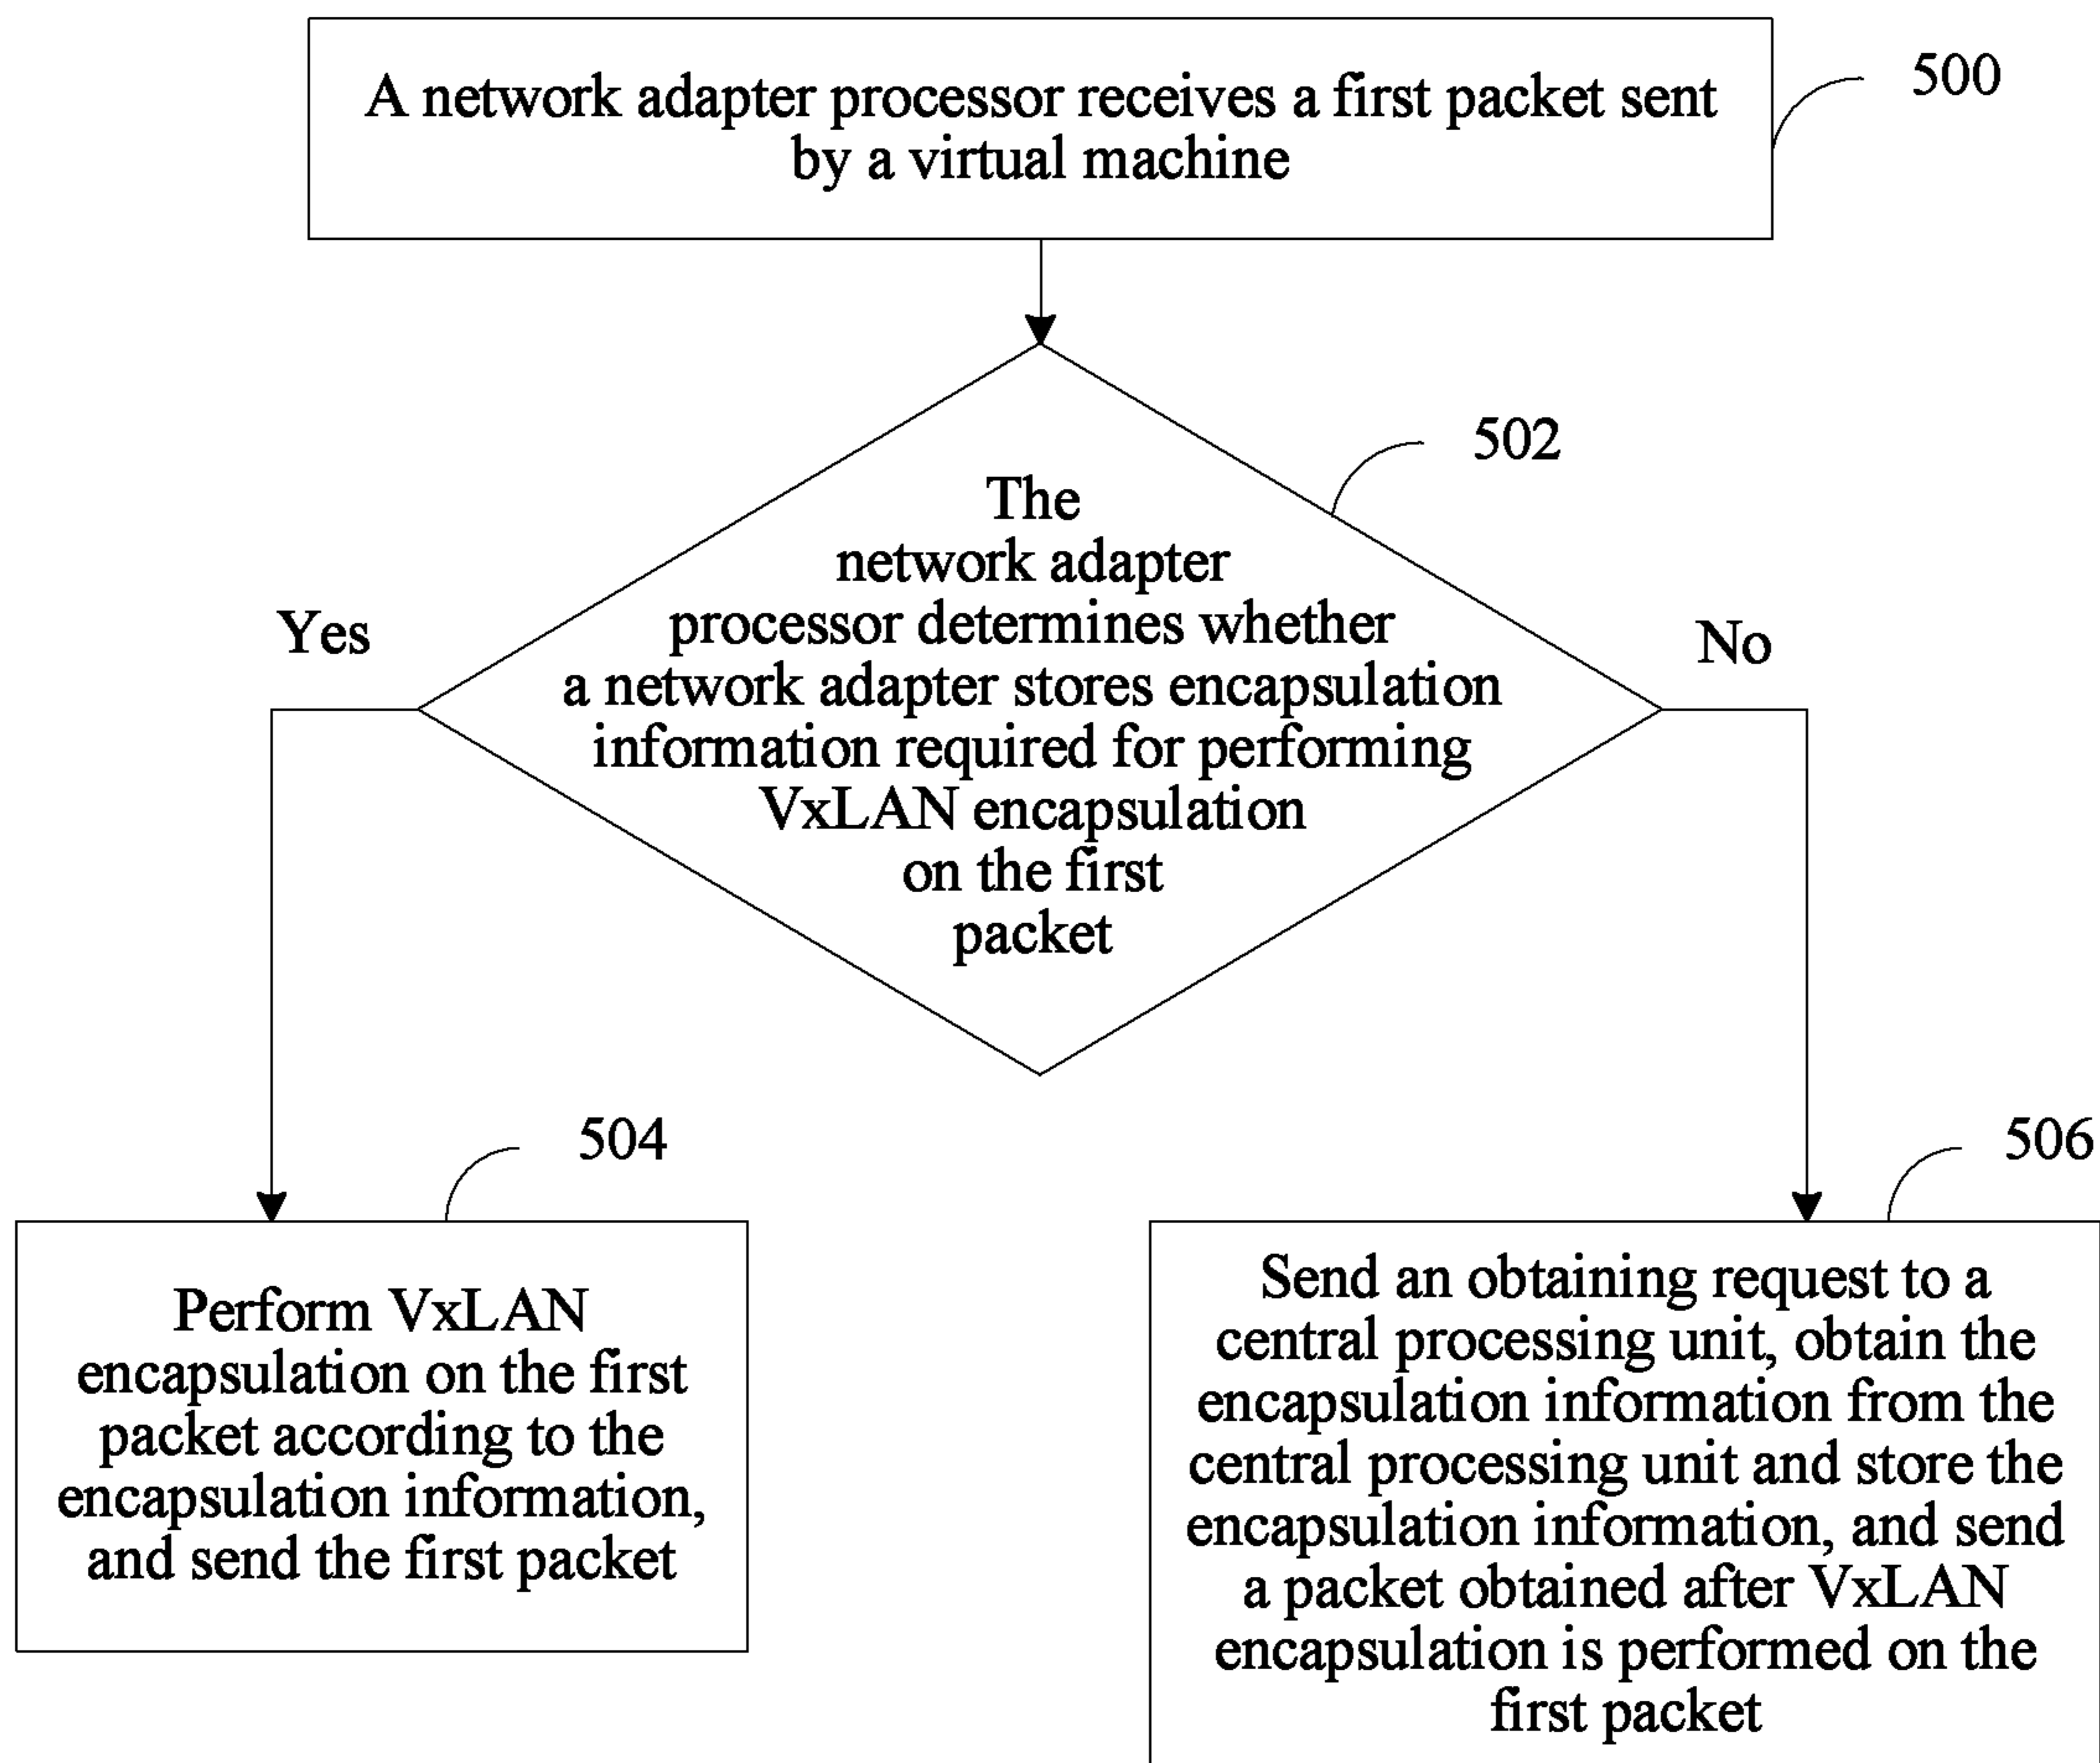 A network adapter processor receives a first packet sent
by a virtual machine
500
502
The
network adapter
processor determines whether
a network adapter stores encapsulation
information required for performing
VxLAN encapsulation
on the first
packet
Yes
No
504
Perform VxLAN
encapsulation on the first
packet according to the
encapsulation information,
and send the first packet
506
Send an obtaining request to a
central processing unit, obtain the
encapsulation information from the
central processing unit and store the
encapsulation information, and send
a packet obtained after VxLAN
encapsulation is performed on the
first packet